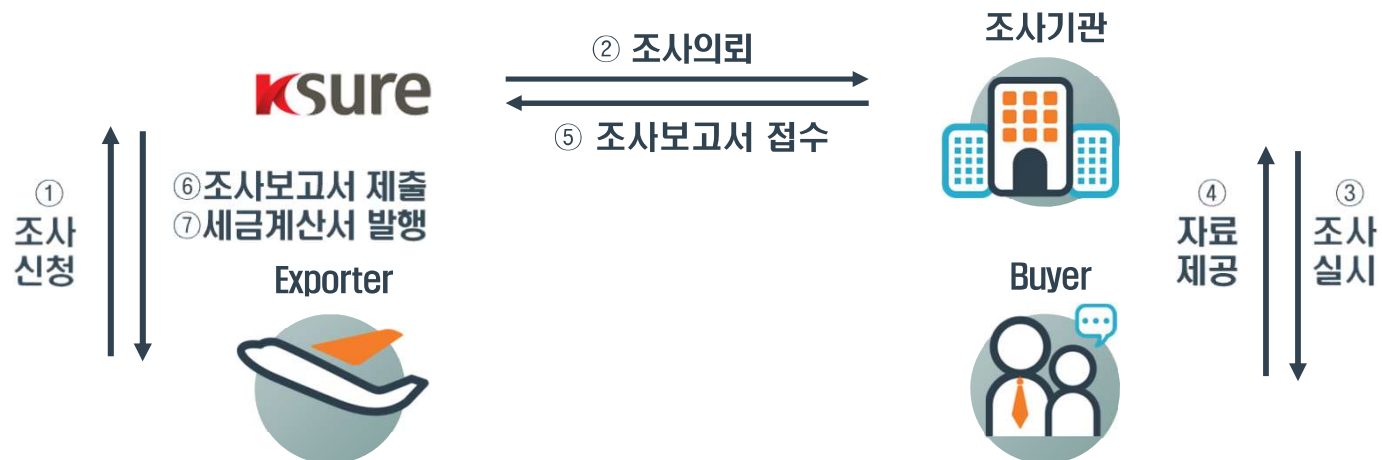 조사기관
② 조사의뢰
ksure
⑤ 조사보고서 접수
①
조사
신청
⑥조사보고서 제출
⑦세금계산서 발행
④
자료
제공
③
조사
실시
Exporter
Buyer